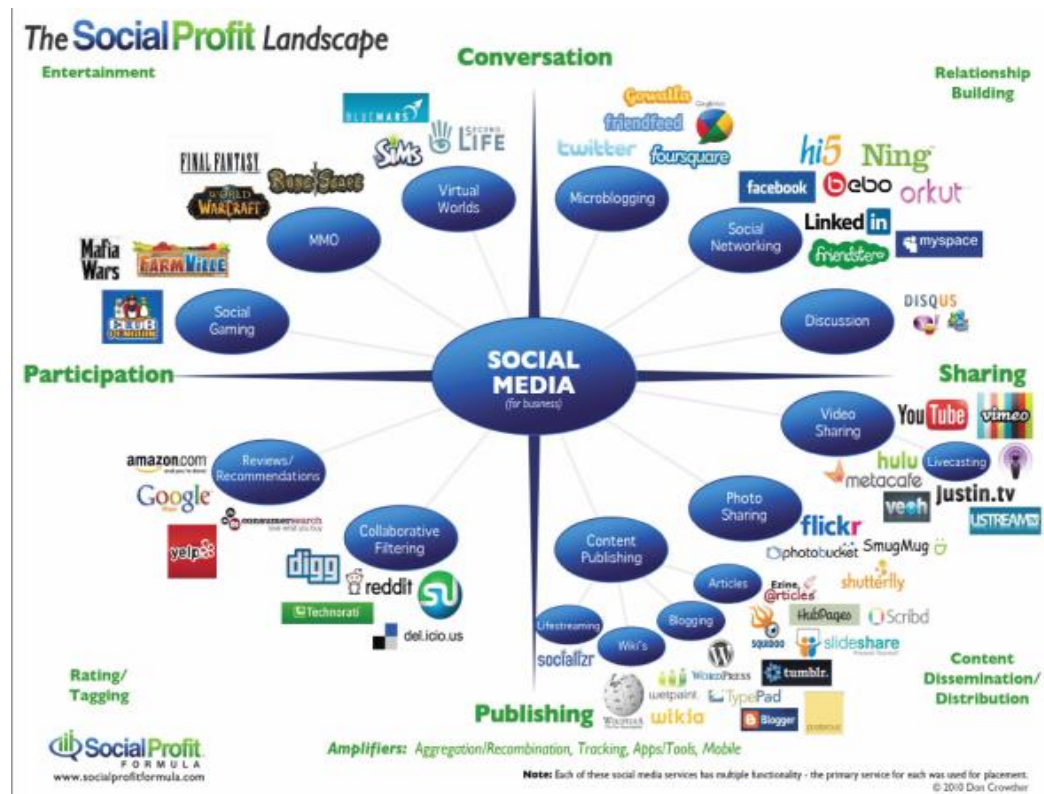 The Social Profit Landscape
Entertainment
Conversation
Relationship
Building
BLUEMARS
SiMS
SECOND
LIFE
Virtual
Worlds
FINAL FANTASY
WORLD
WARCRAFT
RuneScape
MMO
Mafia
Wars
FARMVILLE
CLUB
PENGUIN
Social
Gaming
Gowalla
friendfeed
twitter
foursquare
Microblogging
hi5
Ning
facebook
bebo
orkut
Linked in
friendster
myspace
Social
Networking
DISQUS
Discussion
Participation
SOCIAL
MEDIA
(for business)
Sharing
Video
Sharing
YouTube
vimeo
hulu
metacafe
Livecasting
veoh
justin.tv
USTREAM
Photo
Sharing
flickr
photobucket
SmugMug
shutterfly
amazon.com
Google
yelp
consumersearch
Reviews/
Recommendations
Collaborative
Filtering
digg
reddit
Technorati
del.icio.us
Content
Publishing
Articles
Ezine
@rticles
HubPages
Scribd
SQUIDOO
slideshare
Blogging
WORDPRESS
tumblr.
TypePad
Blogger
Lifestreaming
socializr
Wiki's
wetpaint
WIKIPEDIA
wikia
Rating/
Tagging
Publishing
Content
Dissemination/
Distribution
Social Profit
FORMULA
www.socialprofitformula.com
Amplifiers: Aggregation/Recombination, Tracking, Apps/Tools, Mobile
Note: Each of these social media services has multiple functionality - the primary service for each was used for placement.
© 2010 Don Crowther